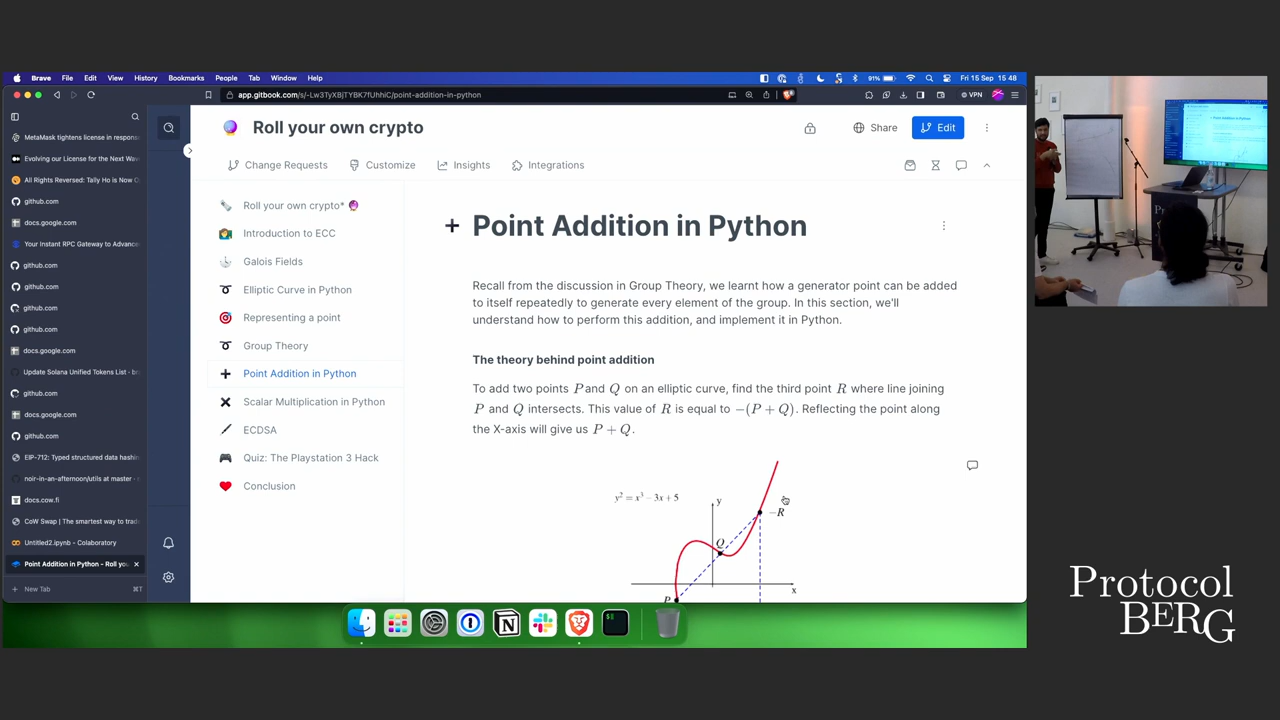 Brave File Edit View History Bookmarks People Tab Window Help
91% Fri 15 Sep 15 48
app.gitbook.com/s/-Lw3TyXBjTYBK7fUhhiC/point-addition-in-python
VPN
MetaMask tightens license in respon
Evolving our License for the Next Wav
All Rights Reversed: Tally Ho is Now O
github.com
docs.google.com
Your Instant RPC Gateway to Advance
github.com
github.com
github.com
github.com
docs.google.com
Update Solana Unified Tokens List - br
github.com
docs.google.com
github.com
EIP-712: Typed structured data hashin
noir-in-an-afternoon/utils at master ·
docs.cow.fi
CoW Swap | The smartest way to trad
Untitled2.ipynb - Colaboratory
Point Addition in Python - Roll you
New Tab ⌘T
Roll your own crypto
Share
Edit
Change Requests
Customize
Insights
Integrations
Roll your own crypto*
Introduction to ECC
Galois Fields
Elliptic Curve in Python
Representing a point
Group Theory
Point Addition in Python
Scalar Multiplication in Python
ECDSA
Quiz: The Playstation 3 Hack
Conclusion
Point Addition in Python
Recall from the discussion in Group Theory, we learnt how a generator point can be added
to itself repeatedly to generate every element of the group. In this section, we'll
understand how to perform this addition, and implement it in Python.
The theory behind point addition
To add two points P and Q on an elliptic curve, find the third point R where line joining
P and Q intersects. This value of R is equal to −(P + Q). Reflecting the point along
the X-axis will give us P + Q.
y² = x³ − 3x + 5
y
−R
Q
x
P
Point Addition in Python
Protocol
BERG